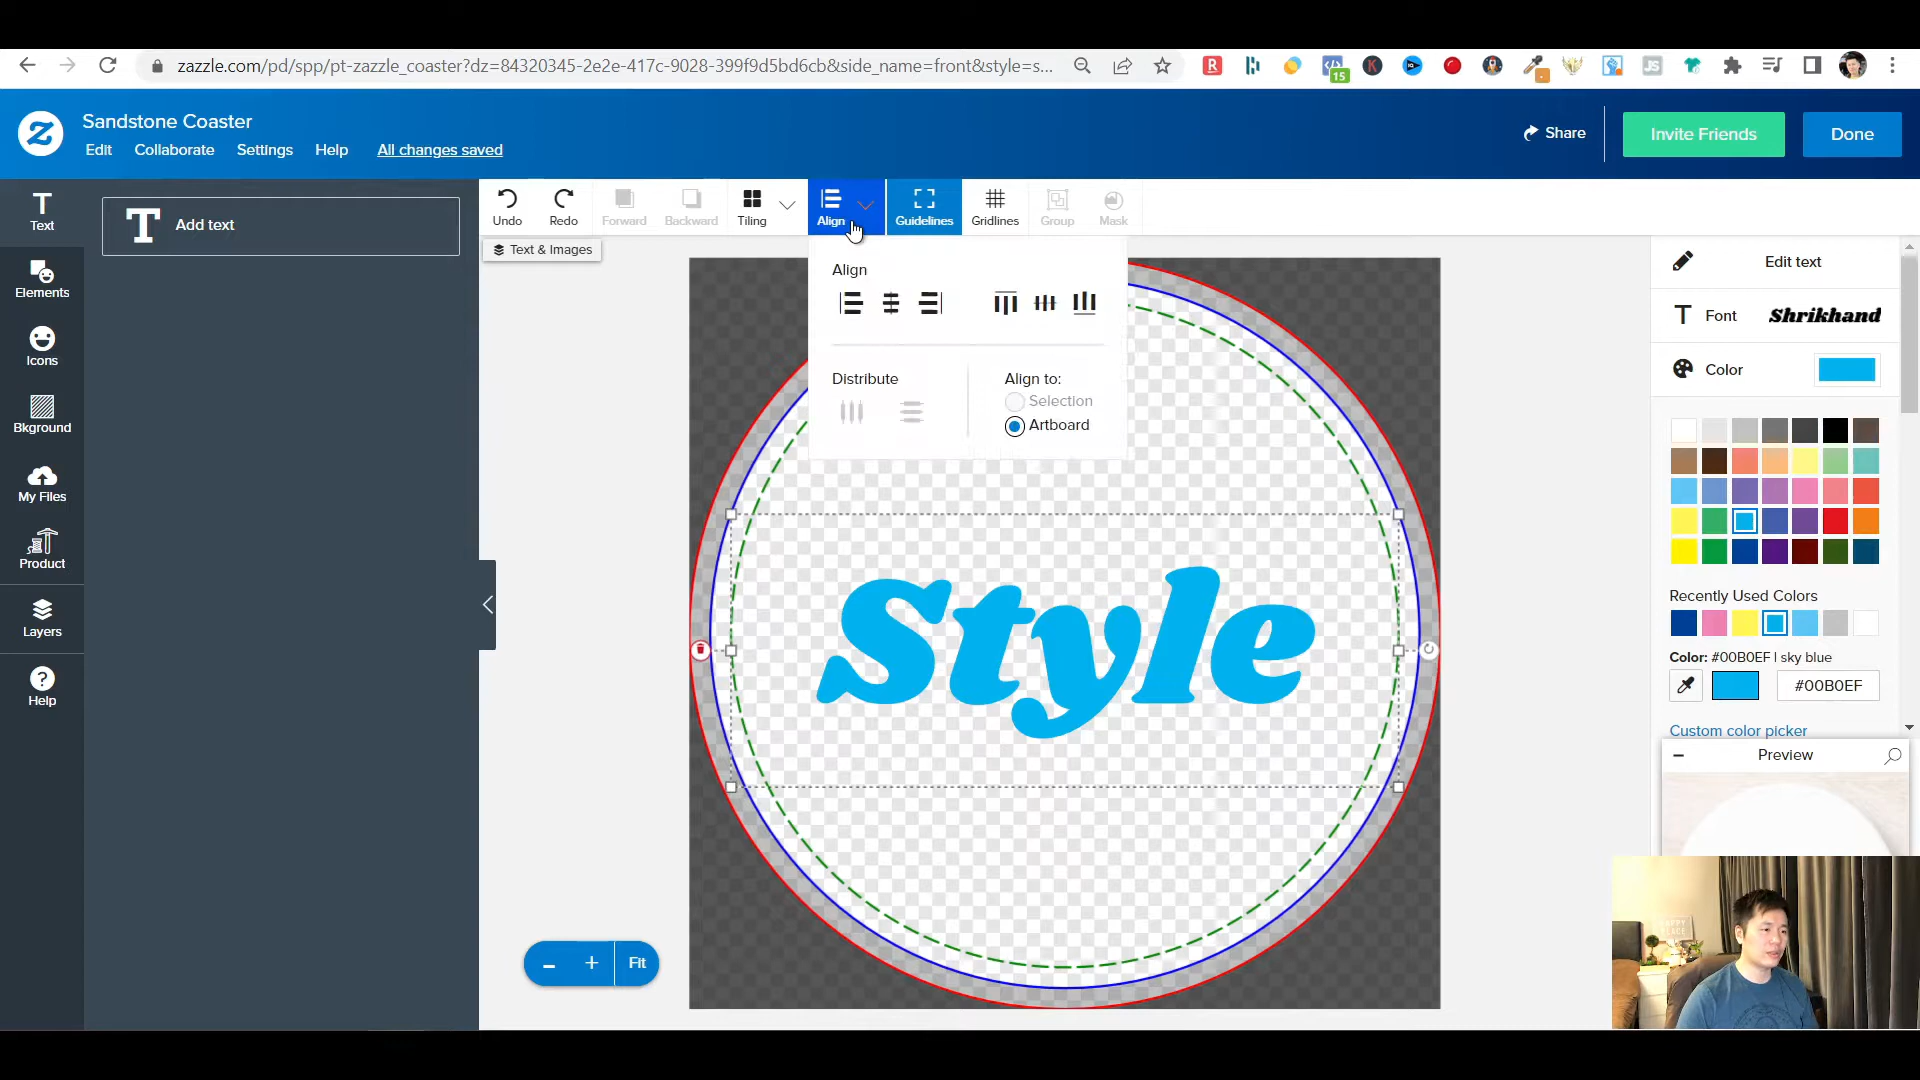 zazzle.com/pd/spp/pt-zazzle_coaster?dz=84320345-2e2e-417c-9028-399f9d5bd6cb&side_name=front&style=s...
15
Sandstone Coaster
Edit
Collaborate
Settings
Help
All changes saved
Share
Invite Friends
Done
Text
Elements
Icons
Bkground
My Files
Product
Layers
Help
Add text
Undo
Redo
Forward
Backward
Tiling
Align
Guidelines
Gridlines
Group
Mask
Text & Images
Align
Distribute
Align to:
Selection
Artboard
Style
Fit
Edit text
Font
Shrikhand
Color
Recently Used Colors
Color: #00B0EF | sky blue
#00B0EF
Custom color picker
Preview